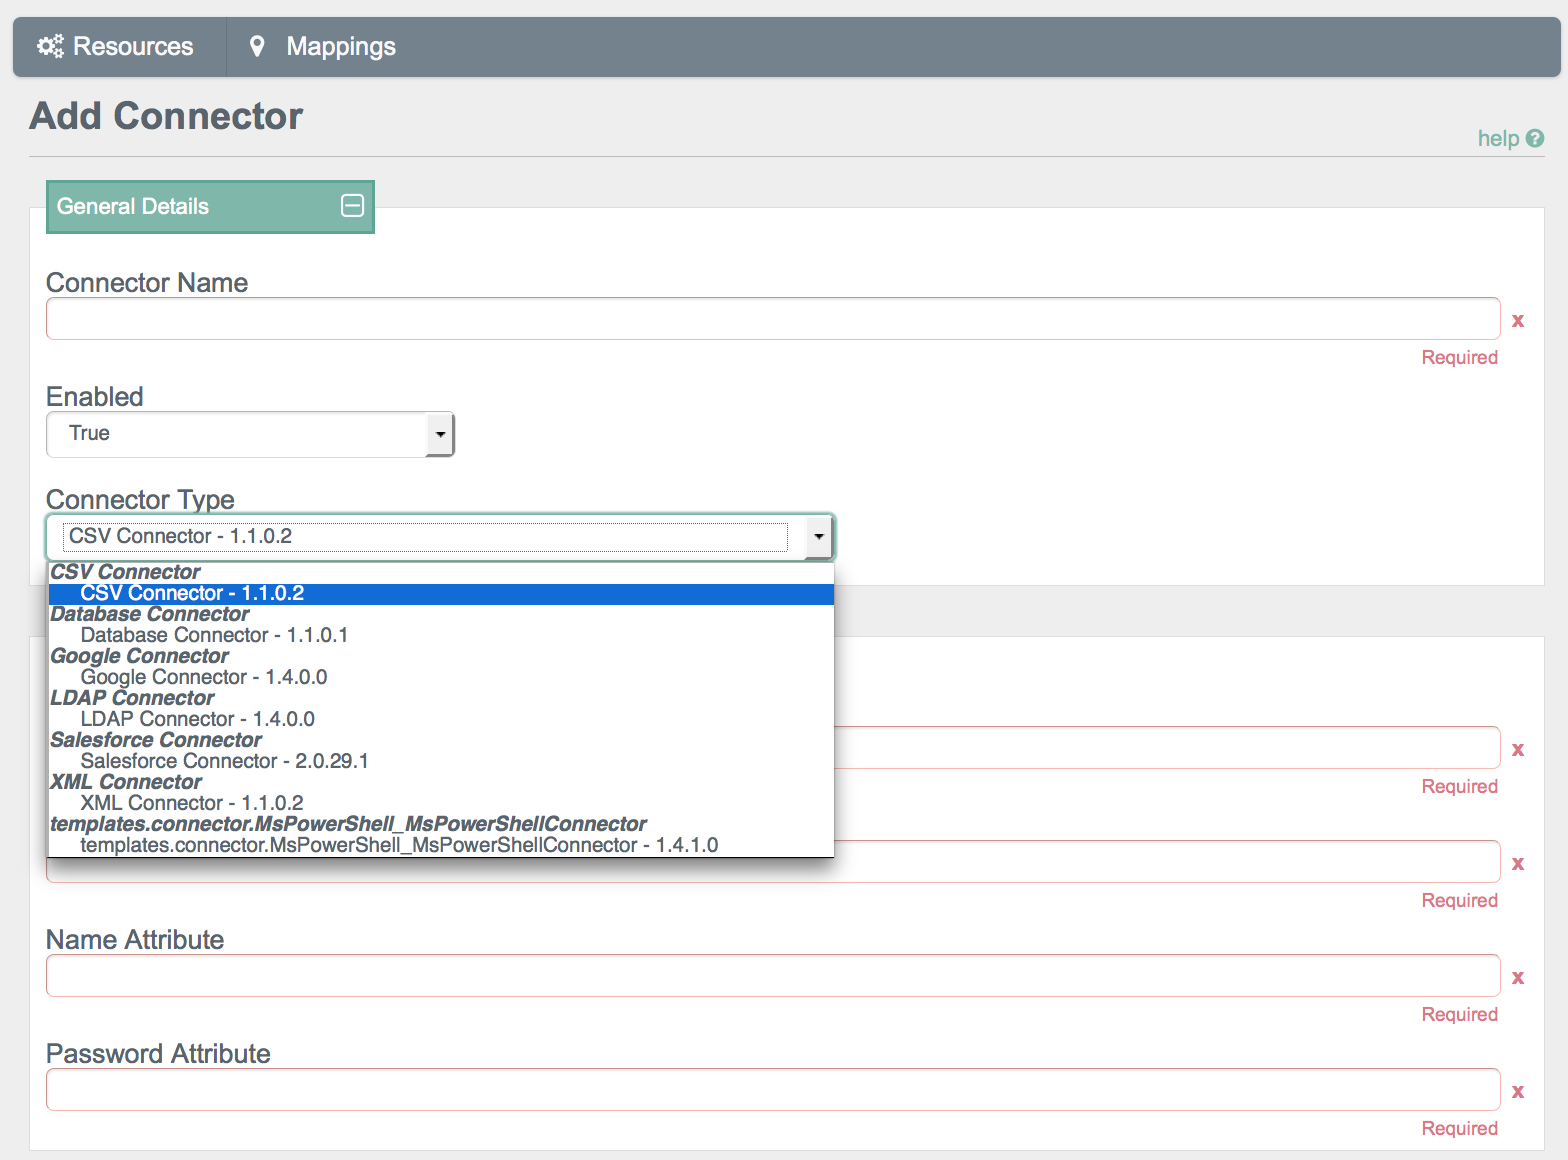 Resources
Mappings
Add Connector
help
General Details
Connector Name
x
Required
Enabled
True
Connector Type
CSV Connector - 1.1.0.2
CSV Connector
CSV Connector - 1.1.0.2
Database Connector
Database Connector - 1.1.0.1
Google Connector
Google Connector - 1.4.0.0
LDAP Connector
LDAP Connector - 1.4.0.0
Salesforce Connector
Salesforce Connector - 2.0.29.1
x
XML Connector
Required
XML Connector - 1.1.0.2
templates.connector.MsPowerShell_MsPowerShellConnector
templates.connector.MsPowerShell_MsPowerShellConnector - 1.4.1.0
x
Required
Name Attribute
x
Required
Password Attribute
x
Required